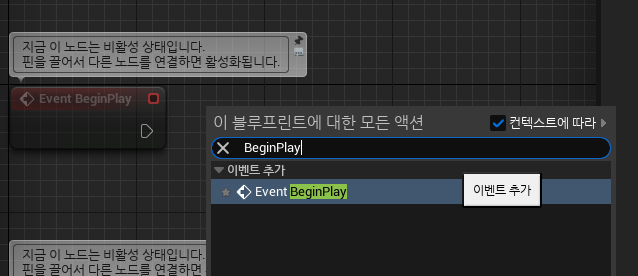 지금 이 노드는 비활성 상태입니다.
핀을 끌어서 다른 노드를 연결하면 활성화됩니다.
Event BeginPlay
이 블루프린트에 대한 모든 액션
컨텍스트에 따라
BeginPlay
이벤트 추가
Event BeginPlay
이벤트 추가
지금 이 노드는 비활성 상태입니다.
핀을 끌어서 다른 노드를 연결하면